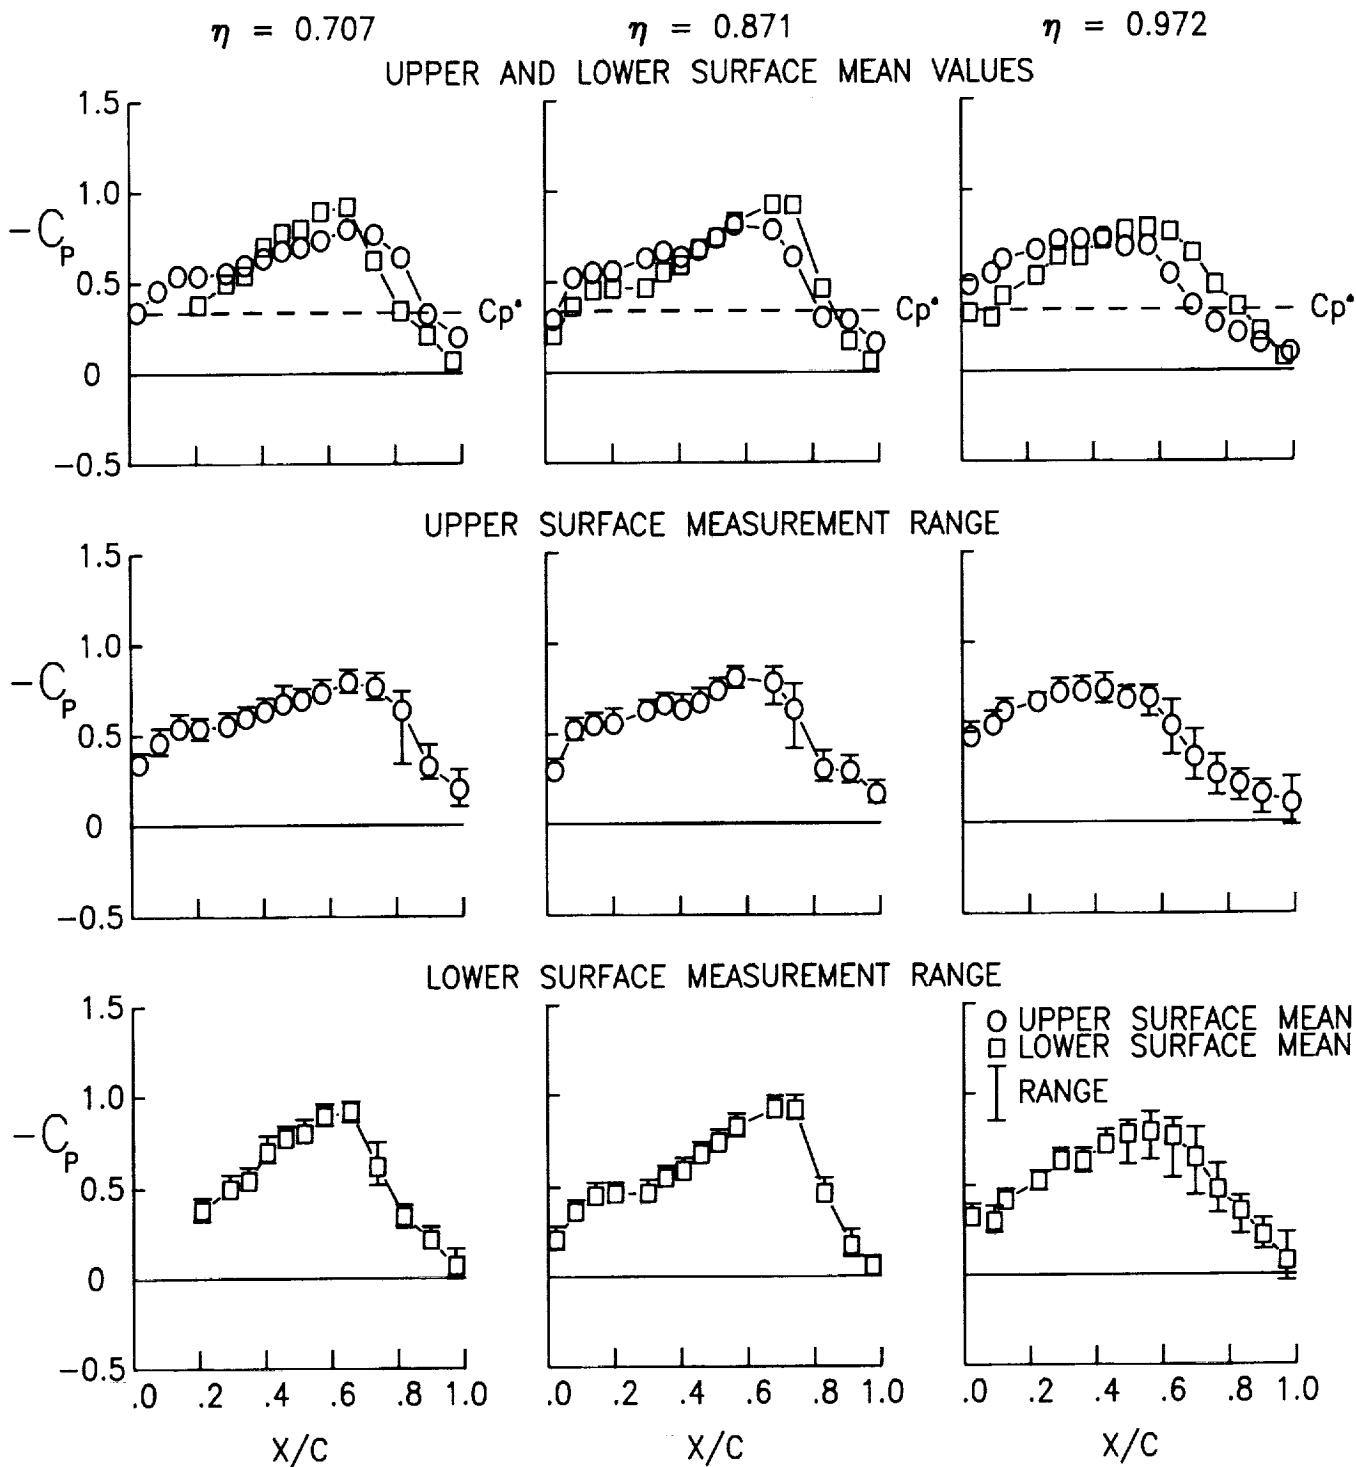 η = 0.707 η = 0.871 η = 0.972
UPPER AND LOWER SURFACE MEAN VALUES
1.5
1.0
-Cp
0.5
Cp* Cp* Cp*
0
-0.5
UPPER SURFACE MEASUREMENT RANGE
1.5
1.0
-Cp
0.5
0
-0.5
LOWER SURFACE MEASUREMENT RANGE
1.5
UPPER SURFACE MEAN
LOWER SURFACE MEAN
RANGE
1.0
-Cp
0.5
0
-0.5
.0 .2 .4 .6 .8 1.0 .0 .2 .4 .6 .8 1.0 .0 .2 .4 .6 .8 1.0
X/C X/C X/C